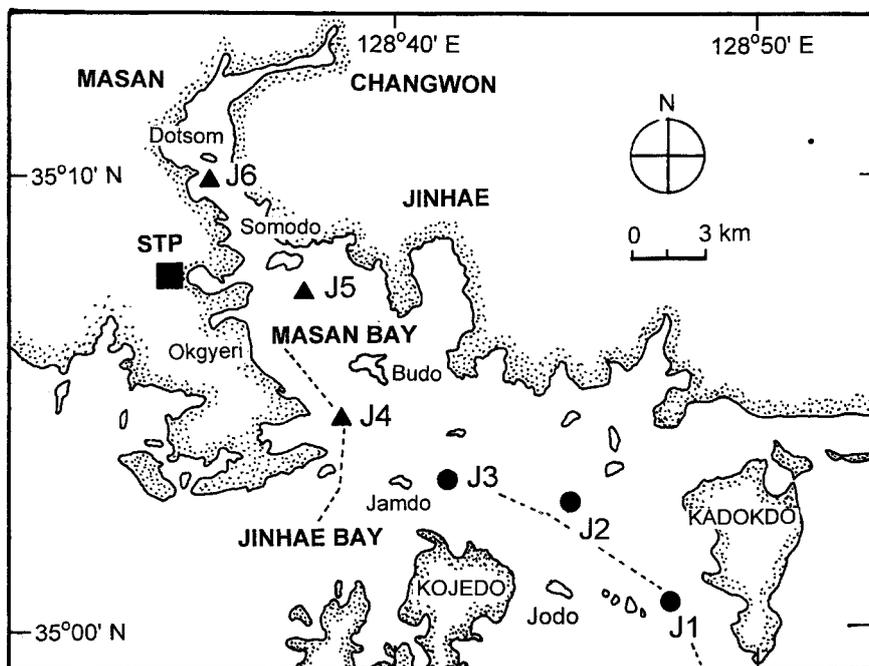 128°40' E
128°50' E
MASAN
CHANGWON
N
Dotsom
35°10' N
J6
JINHAE
Somodo
0 3 km
STP
J5
MASAN BAY
Okgyeri
Budo
J4
J3
Jamdo
J2
KADOKDO
JINHAE BAY
KOJEDO
Jodo
J1
35°00' N